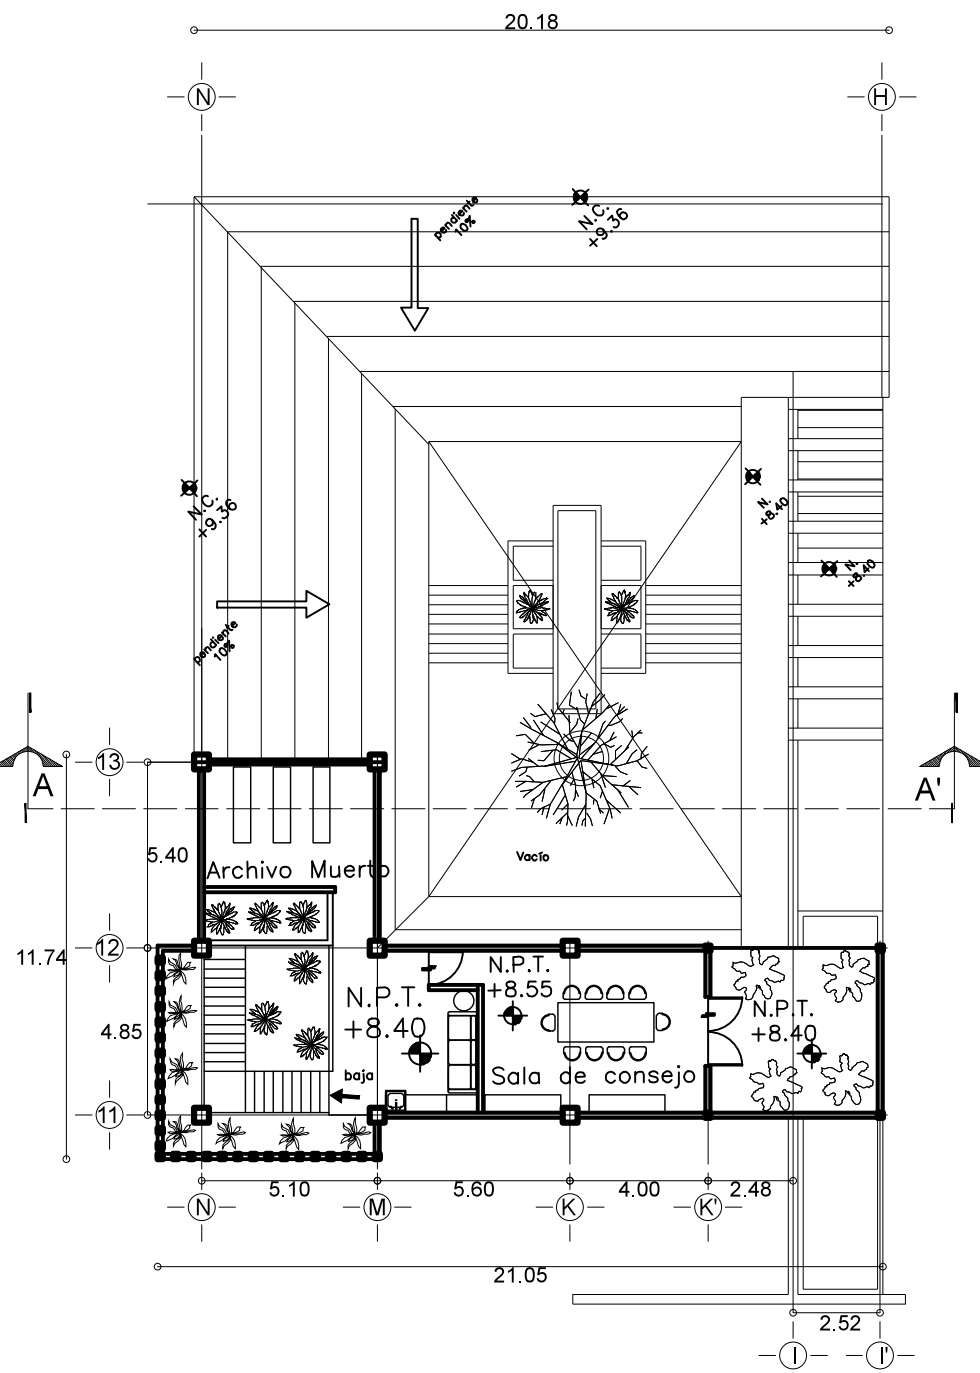 20.18
N
H
pendiente
10%
N.C.
+9.36
N.C.
+9.36
N.
+8.40
N.
+8.40
pendiente
10%
A
A'
13
5.40
Archivo Muerto
Vacío
12
11.74
N.P.T.
+8.55
N.P.T.
+8.40
N.P.T.
+8.40
4.85
baja
Sala de consejo
11
5.10
5.60
4.00
2.48
N
M
K
K'
21.05
2.52
I
I'